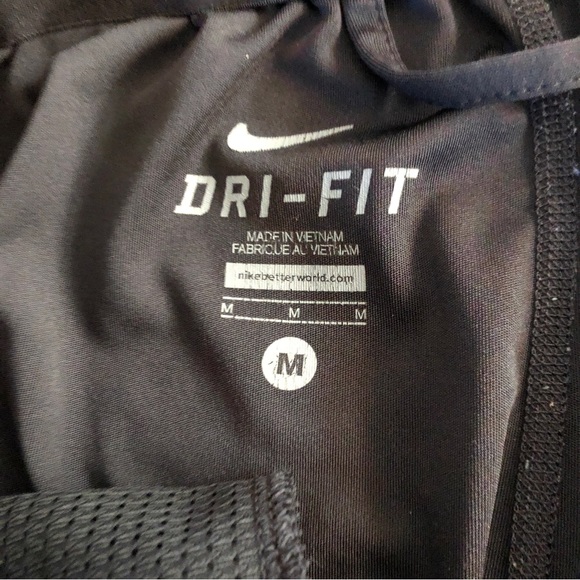 DRI-FIT
MADE IN VIETNAM
FABRIQUE AU VIETNAM
nikebetterworld.com
M M M
M